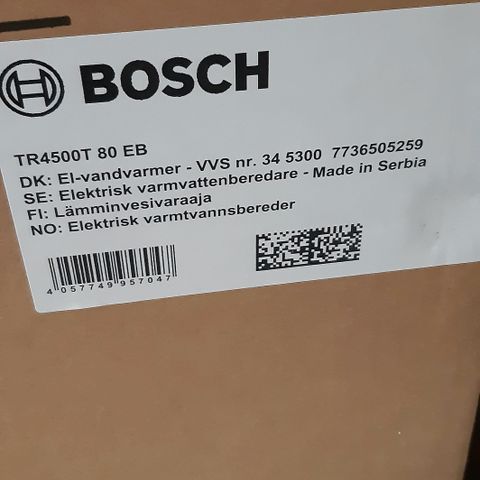 BOSCH
TR4500T 80 EB
DK: El-vandvarmer - VVS nr. 34 5300 7736505259
SE: Elektrisk varmvattenberedare - Made in Serbia
FI: Lämminvesivaraaja
NO: Elektrisk varmtvannsbereder
4 057749 957047